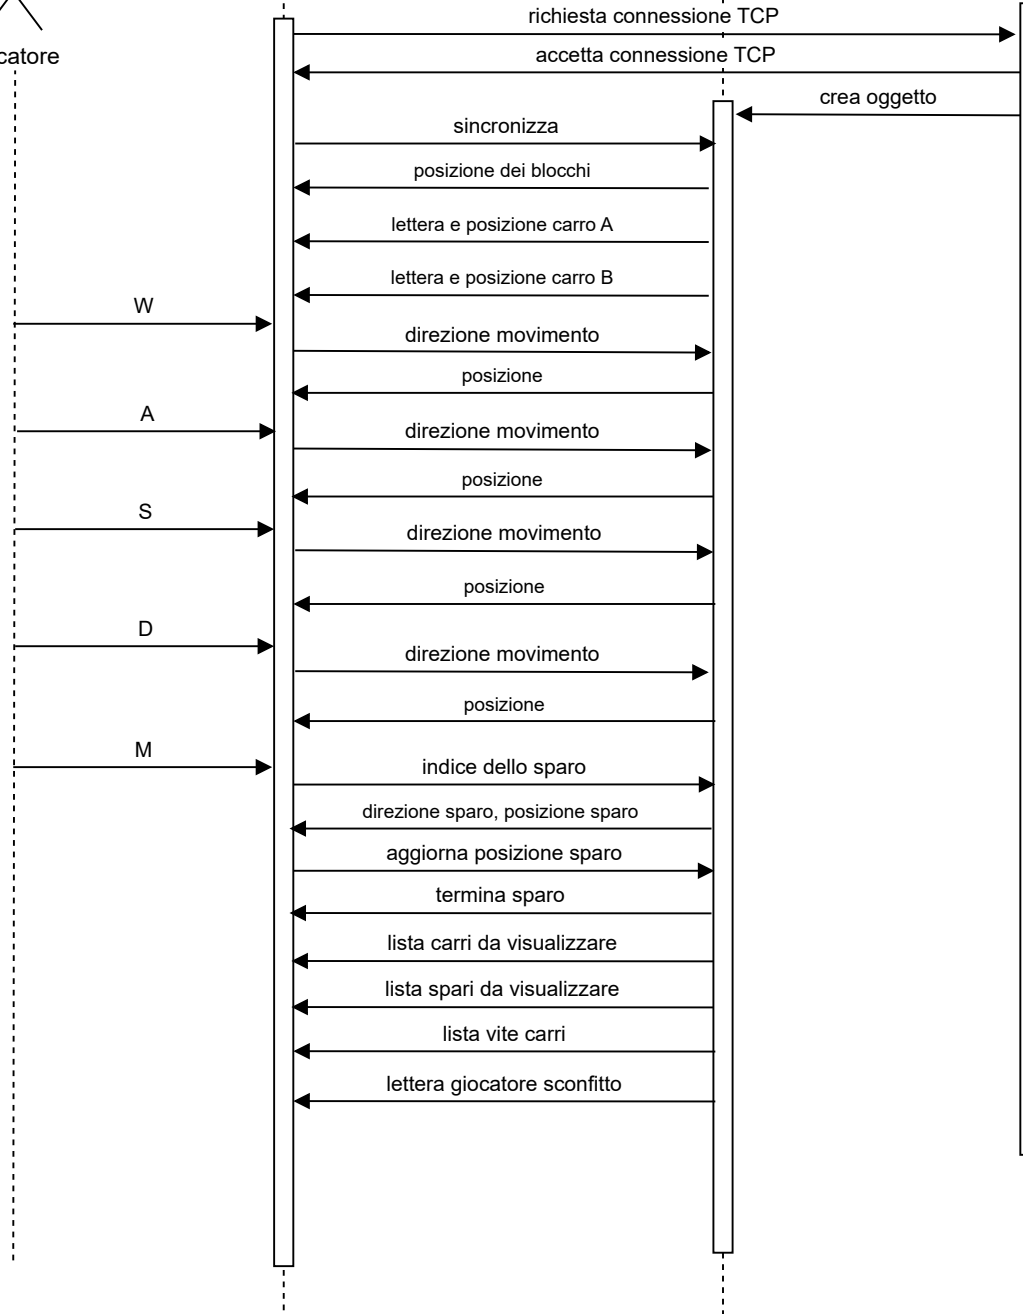 richiesta connessione TCP
catore
accetta connessione TCP
crea oggetto
sincronizza
posizione dei blocchi
lettera e posizione carro A
lettera e posizione carro B
W
direzione movimento
posizione
A
direzione movimento
posizione
S
direzione movimento
posizione
D
direzione movimento
posizione
M
indice dello sparo
direzione sparo, posizione sparo
aggiorna posizione sparo
termina sparo
lista carri da visualizzare
lista spari da visualizzare
lista vite carri
lettera giocatore sconfitto